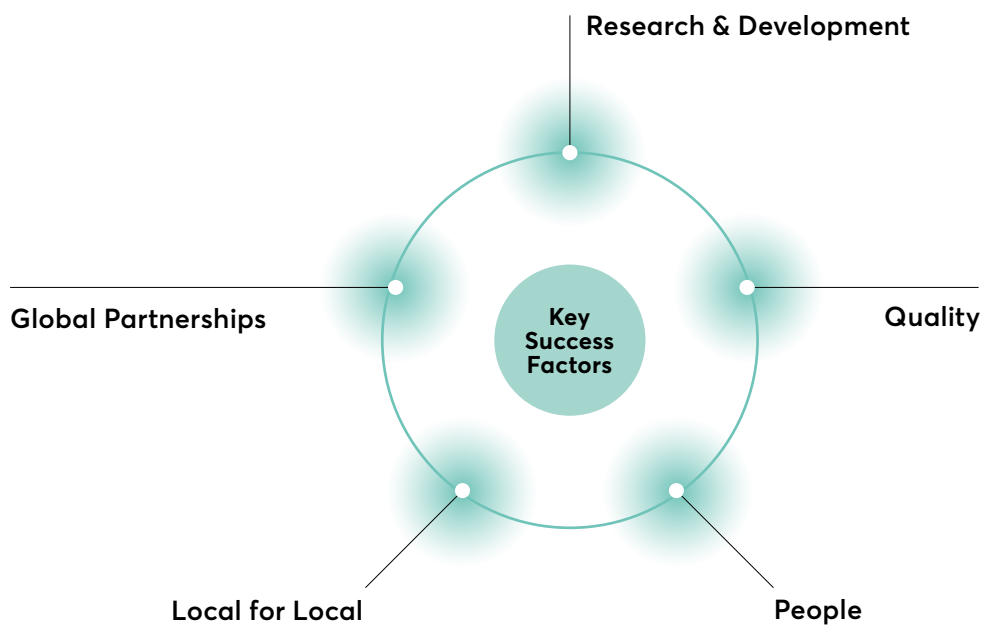 Research & Development
Global Partnerships
Key
Success
Factors
Quality
Local for Local
People